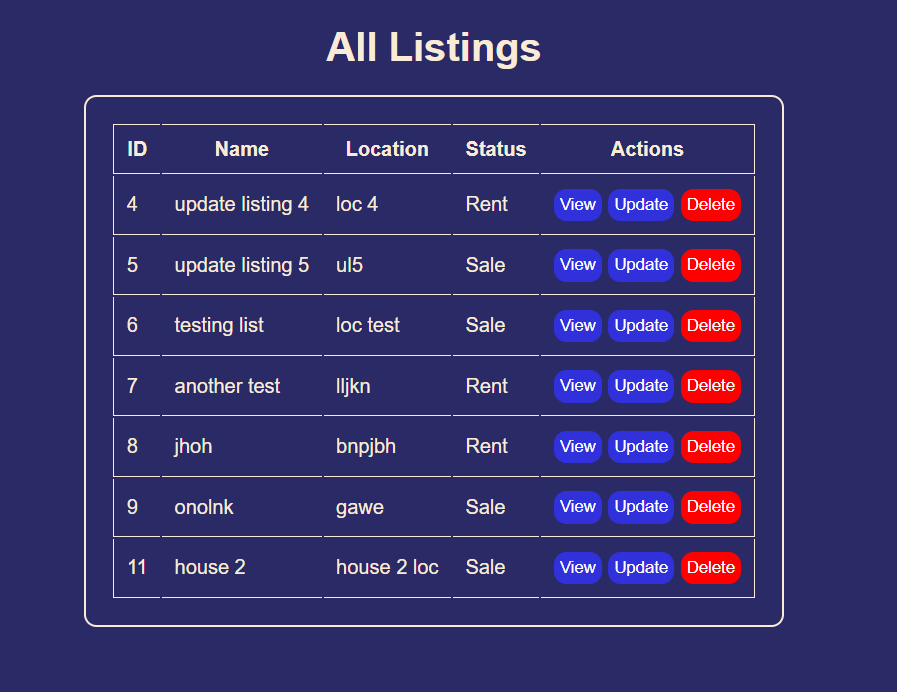 All Listings
ID Name Location Status Actions
4 update listing 4 loc 4 Rent View Update Delete
5 update listing 5 ul5 Sale View Update Delete
6 testing list loc test Sale View Update Delete
7 another test lljkn Rent View Update Delete
8 jhoh bnpjbh Rent View Update Delete
9 onolnk gawe Sale View Update Delete
11 house 2 house 2 loc Sale View Update Delete